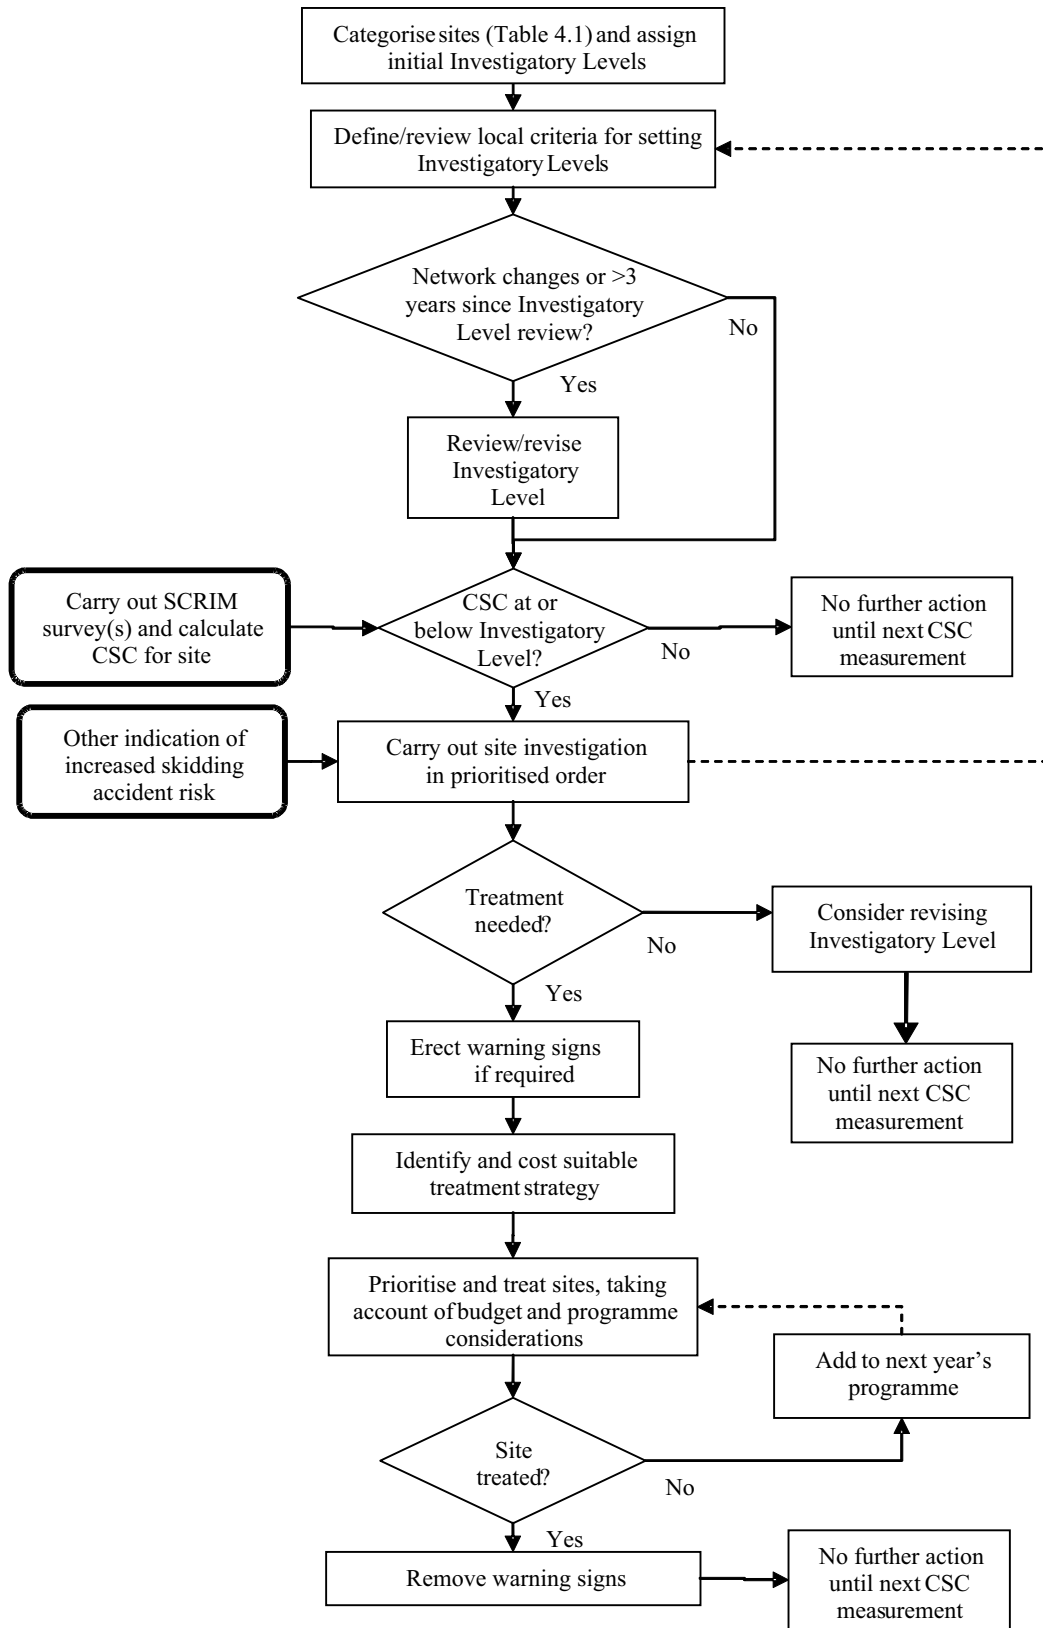 Categorise sites (Table 4.1) and assign
initial Investigatory Levels
Define/review local criteria for setting
Investigatory Levels
Network changes or >3
years since Investigatory
Level review?
No
Yes
Review/revise
Investigatory
Level
Carry out SCRIM
survey(s) and calculate
CSC for site
CSC at or
below Investigatory
Level?
No
No further action
until next CSC
measurement
Yes
Other indication of
increased skidding
accident risk
Carry out site investigation
in prioritised order
Treatment
needed?
No
Consider revising
Investigatory Level
Yes
No further action
until next CSC
measurement
Erect warning signs
if required
Identify and cost suitable
treatment strategy
Prioritise and treat sites, taking
account of budget and programme
considerations
Add to next year’s
programme
Site
treated?
No
Yes
Remove warning signs
No further action
until next CSC
measurement